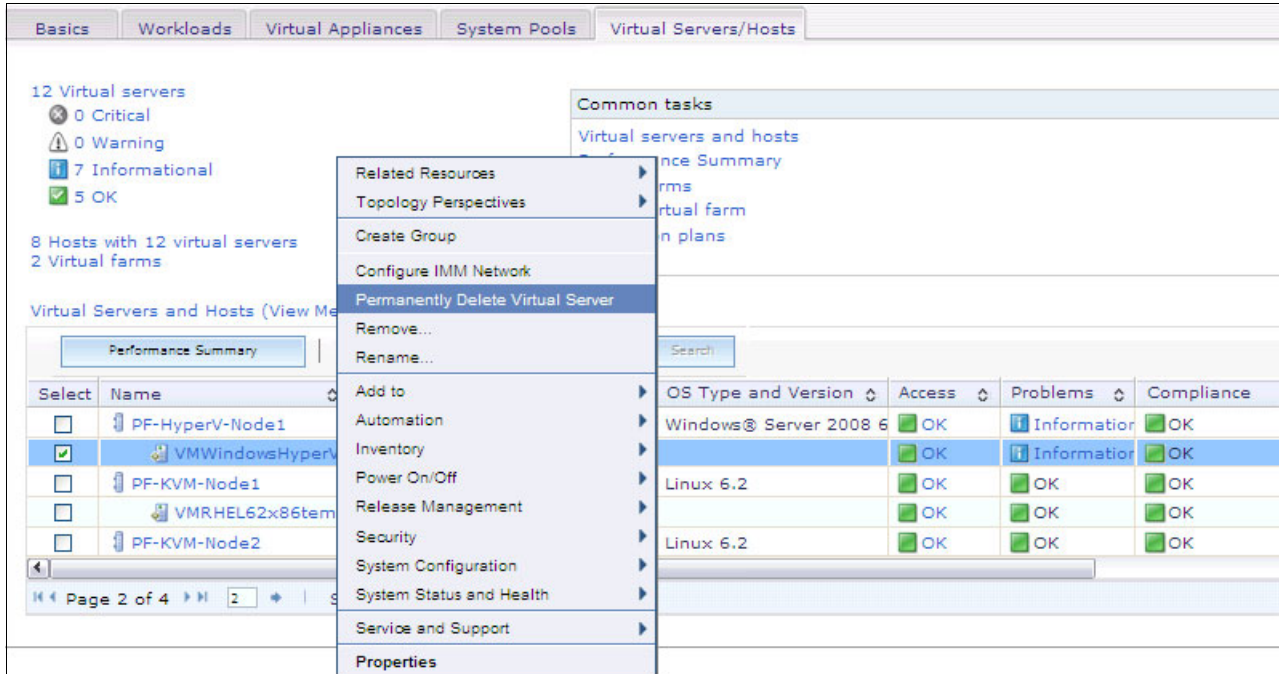 Basics Workloads Virtual Appliances System Pools Virtual Servers/Hosts
12 Virtual servers
0 Critical
0 Warning
7 Informational
5 OK
8 Hosts with 12 virtual servers
2 Virtual farms
Common tasks
Virtual servers and hosts
Summary
farm
plans
Virtual Servers and Hosts (View
Performance Summary
Search
Related Resources
Topology Perspectives
Create Group
Configure IMM Network
Permanently Delete Virtual Server
Remove...
Rename...
Add to
Automation
Inventory
Power On/Off
Release Management
Security
System Configuration
System Status and Health
Service and Support
Properties
Select Name OS Type and Version Access Problems Compliance
PF-HyperV-Node1 Windows® Server 2008 6 OK Information OK
VMWindowsHyperV OK Information OK
PF-KVM-Node1 Linux 6.2 OK OK OK
VMRHEL62x86tem OK OK OK
PF-KVM-Node2 Linux 6.2 OK OK OK
Page 2 of 4 2